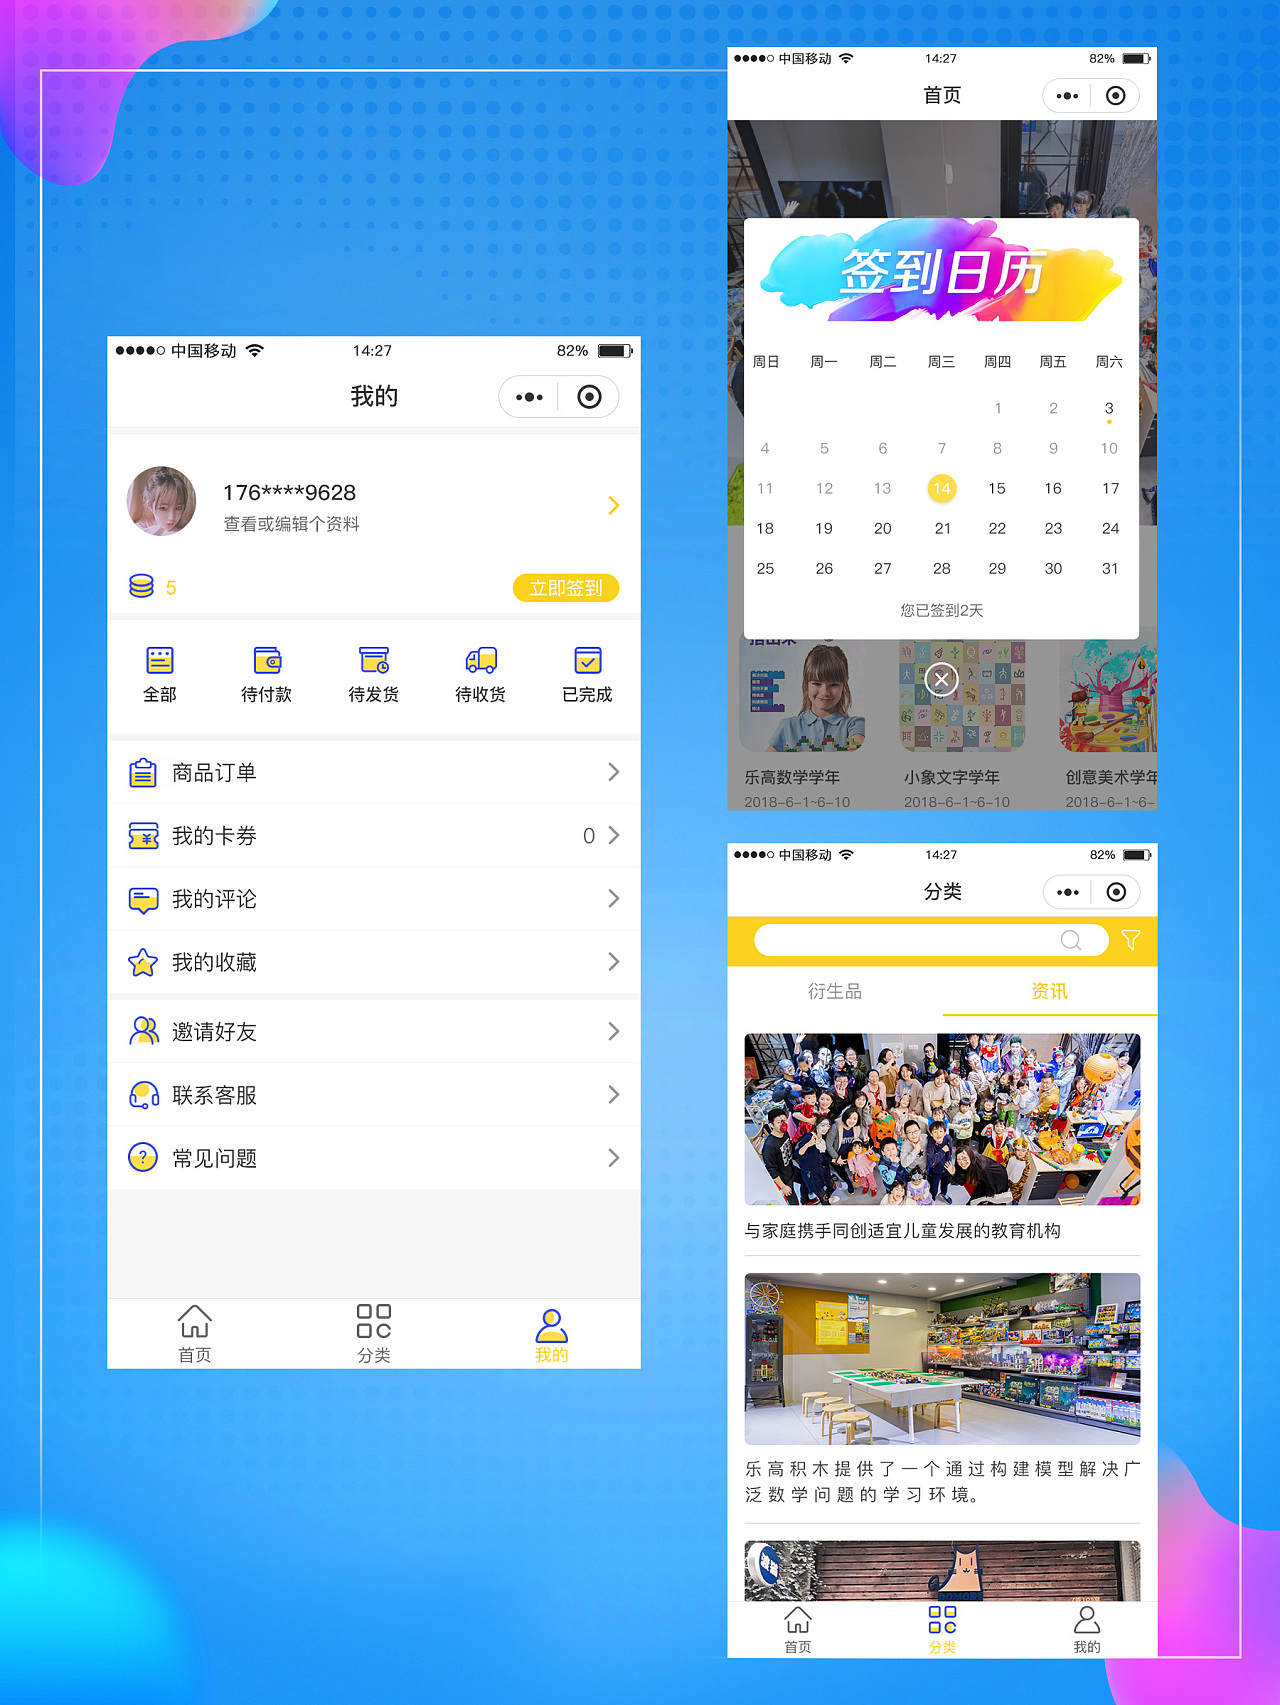 中国移动
14:27
82%
我的
176****9628
查看或编辑个资料
5
立即签到
全部
待付款
待发货
待收货
已完成
商品订单
我的卡券
0
我的评论
我的收藏
邀请好友
联系客服
常见问题
首页
分类
我的
中国移动
14:27
82%
首页
签到日历
周日 周一 周二 周三 周四 周五 周六
1 2 3
4 5 6 7 8 9 10
11 12 13 14 15 16 17
18 19 20 21 22 23 24
25 26 27 28 29 30 31
您已签到2天
乐高数学学年
2018-6-1~6-10
小象文字学年
2018-6-1~6-10
创意美术学年
2018-6-1~6-
中国移动
14:27
82%
分类
衍生品
资讯
与家庭携手同创适宜儿童发展的教育机构
乐高积木提供了一个通过构建模型解决广
泛数学问题的学习环境。
首页
分类
我的